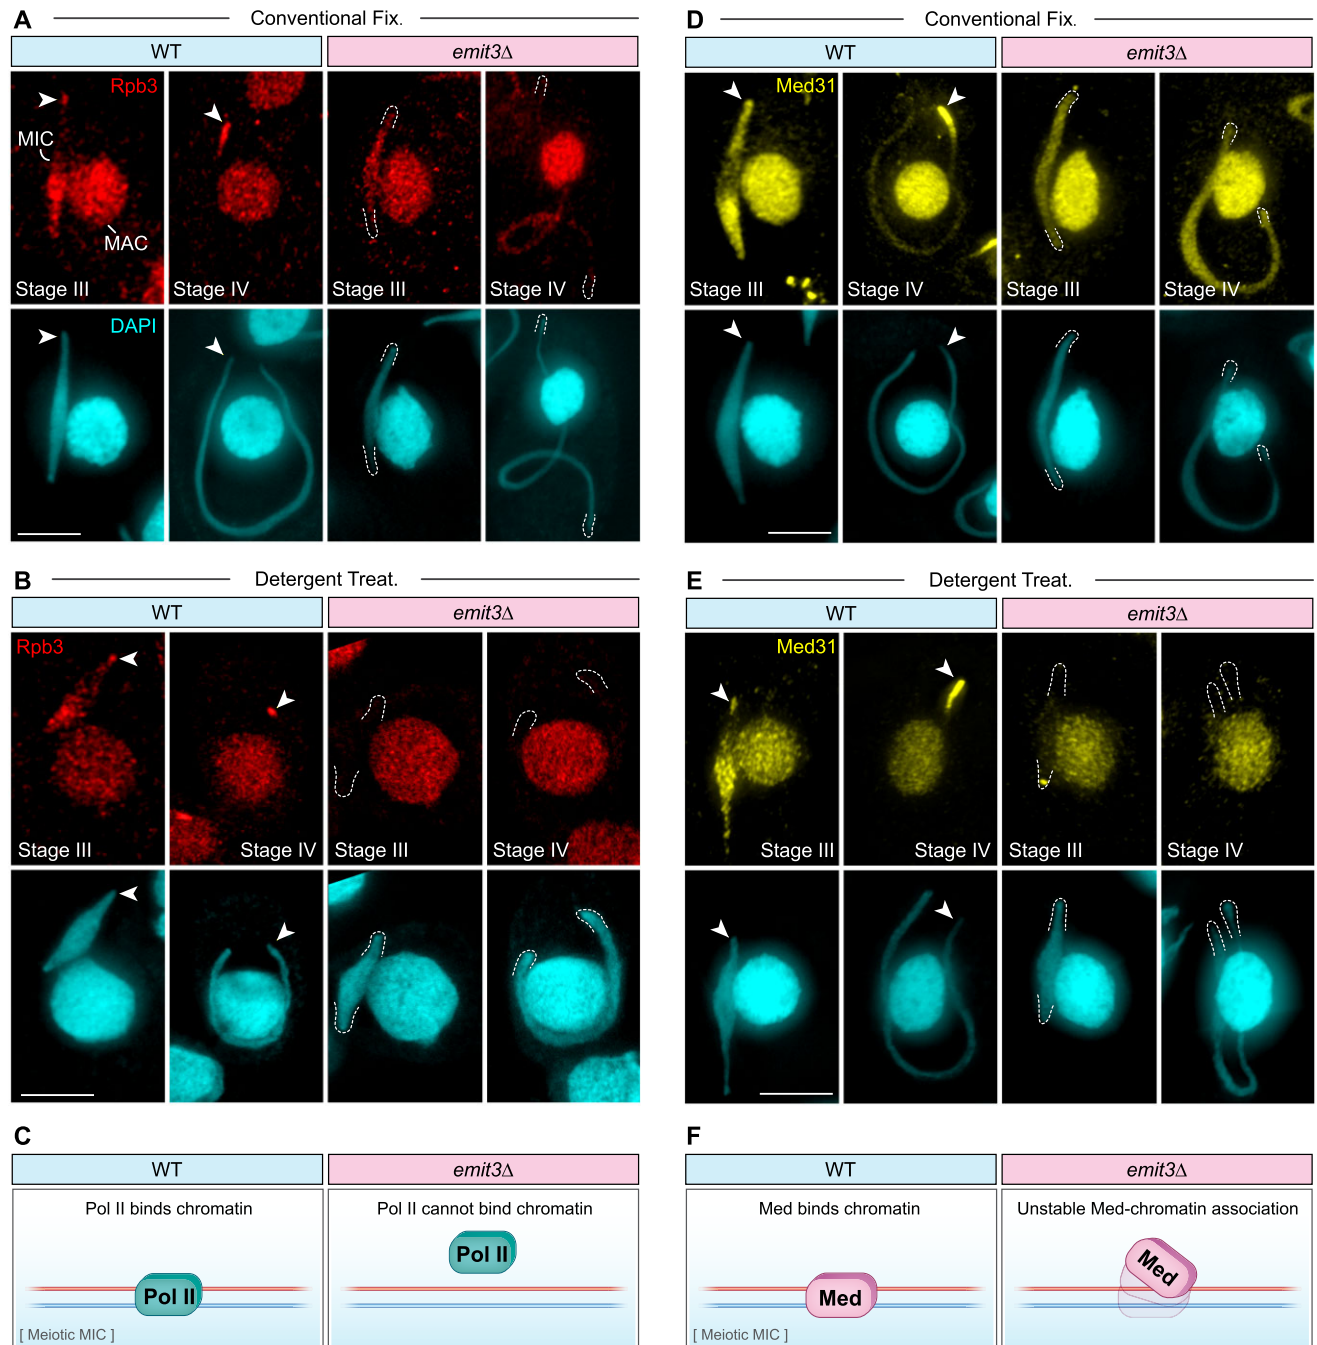 A
Conventional Fix.
WT
emit3Δ
Rpb3
MIC
MAC
Stage III
Stage IV
Stage III
Stage IV
DAPI
B
Detergent Treat.
WT
emit3Δ
Rpb3
Stage III
Stage IV
Stage III
Stage IV
C
WT
emit3Δ
Pol II binds chromatin
Pol II cannot bind chromatin
Pol II
Pol II
[ Meiotic MIC ]
D
Conventional Fix.
WT
emit3Δ
Med31
Stage III
Stage IV
Stage III
Stage IV
E
Detergent Treat.
WT
emit3Δ
Med31
Stage III
Stage IV
Stage III
Stage IV
F
WT
emit3Δ
Med binds chromatin
Unstable Med-chromatin association
Med
Med
[ Meiotic MIC ]